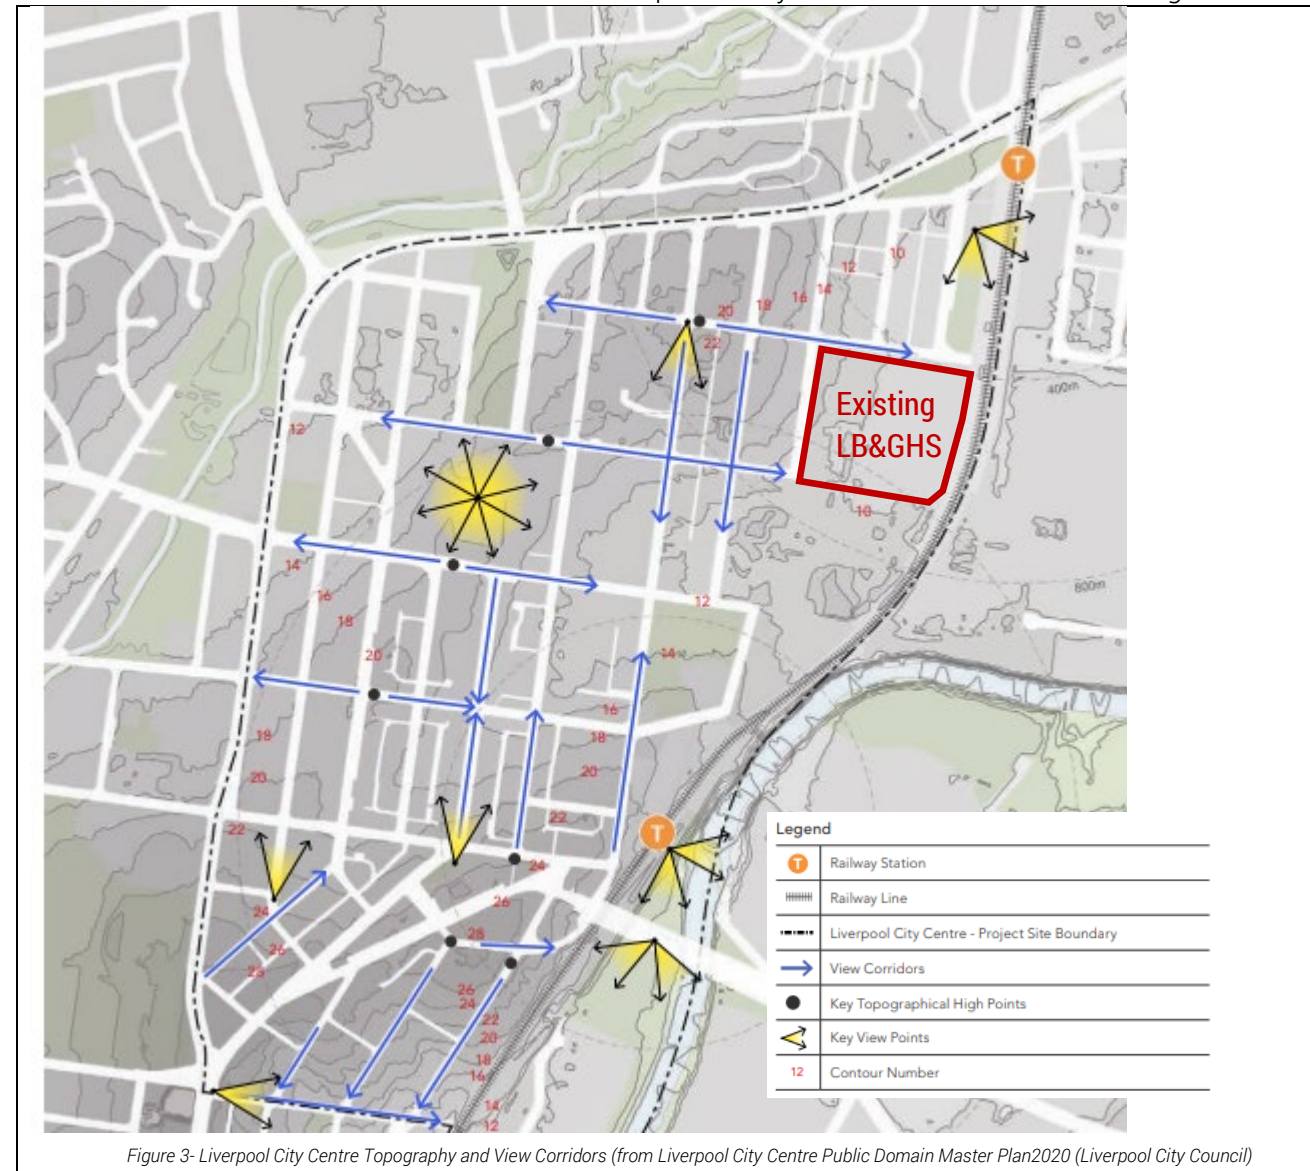 T
10
12
14
16
18
20
22
400m
Existing
LB&GHS
10
12
14
16
18
20
12
800m
14
16
18
20
22
18
20
22
T
24
24
26
25
26
28
26
24
22
20
18
16
14
12
Legend
T Railway Station
Railway Line
Liverpool City Centre - Project Site Boundary
View Corridors
Key Topographical High Points
Key View Points
12 Contour Number
Figure 3- Liverpool City Centre Topography and View Corridors (from Liverpool City Centre Public Domain Master Plan2020 (Liverpool City Council)